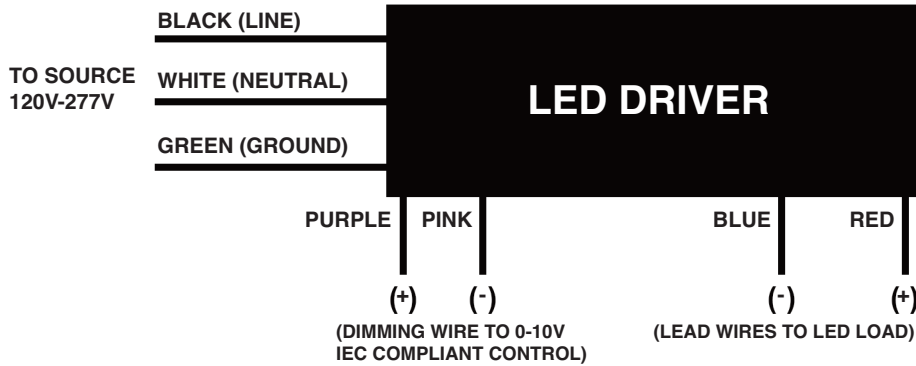 BLACK (LINE)
TO SOURCE
120V-277V
WHITE (NEUTRAL)
LED DRIVER
GREEN (GROUND)
PURPLE
PINK
BLUE
RED
(+)
(-)
(-)
(+)
(DIMMING WIRE TO 0-10V
IEC COMPLIANT CONTROL)
(LEAD WIRES TO LED LOAD)